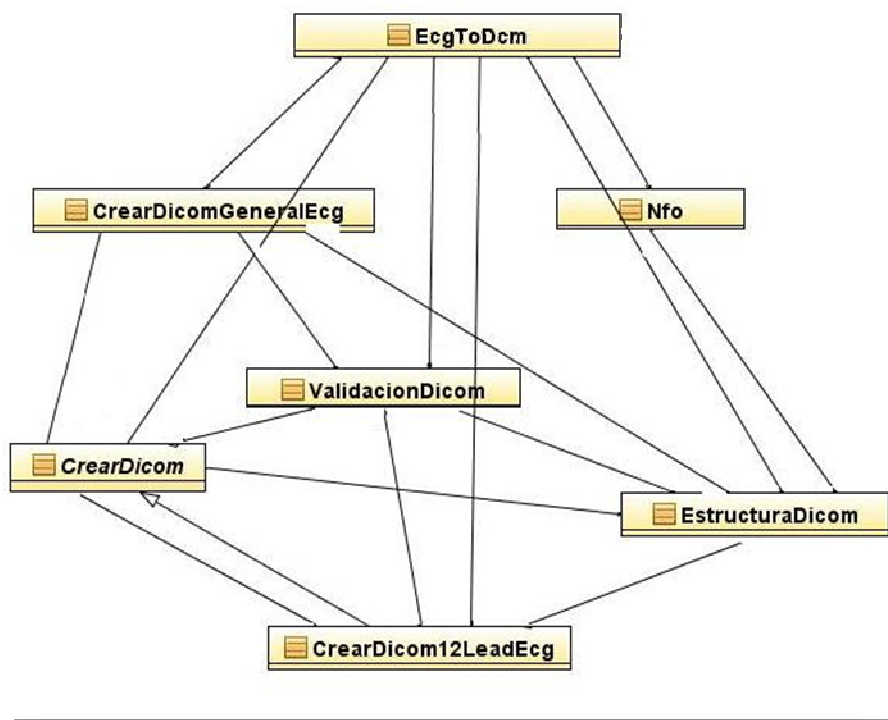 EcgToDcm
CrearDicomGeneralEcg
Nfo
ValidacionDicom
CrearDicom
EstructuraDicom
CrearDicom12LeadEcg